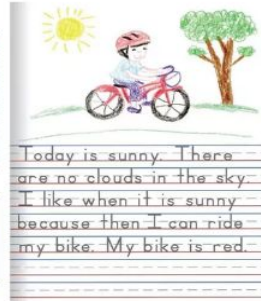 Today is sunny. There
are no clouds in the sky.
I like when it is sunny
because then I can ride
my bike. My bike is red.